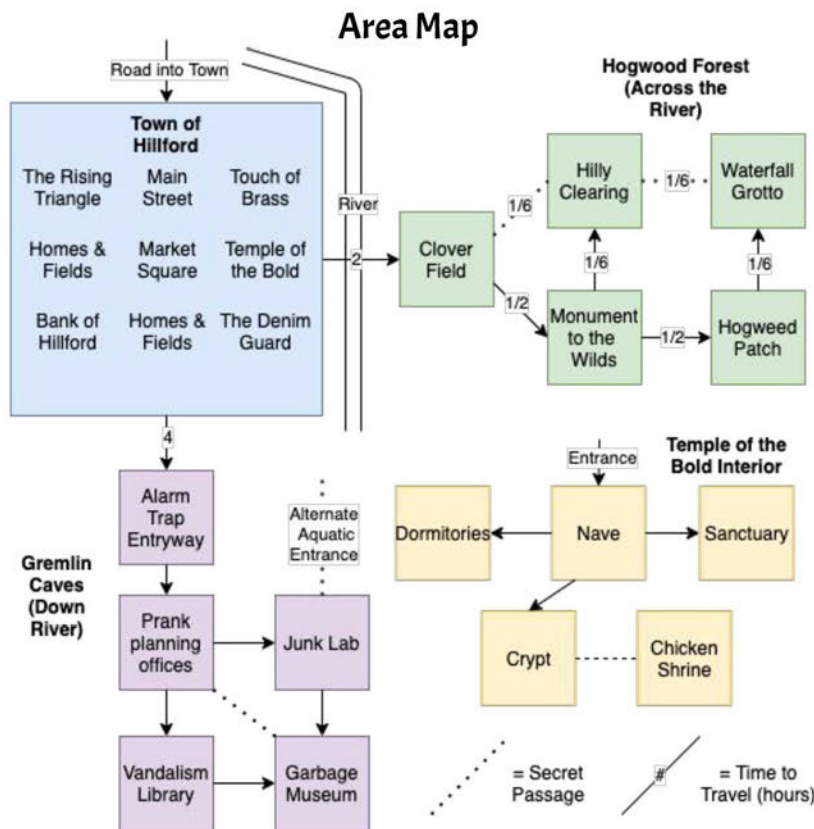 Area Map
Road into Town
Town of
Hillford
The Rising
Triangle
Main
Street
Touch of
Brass
Homes &
Fields
Market
Square
Temple of
the Bold
Bank of
Hillford
Homes &
Fields
The Denim
Guard
River
2
Hogwood Forest
(Across the
River)
Clover
Field
1/6
Hilly
Clearing
1/6
Waterfall
Grotto
1/2
1/6
1/6
Monument
to the
Wilds
1/2
Hogweed
Patch
4
Gremlin
Caves
(Down
River)
Alarm
Trap
Entryway
Alternate
Aquatic
Entrance
Prank
planning
offices
Junk Lab
Vandalism
Library
Garbage
Museum
Temple of the
Bold Interior
Entrance
Dormitories
Nave
Sanctuary
Crypt
Chicken
Shrine
= Secret
Passage
#
= Time to
Travel (hours)